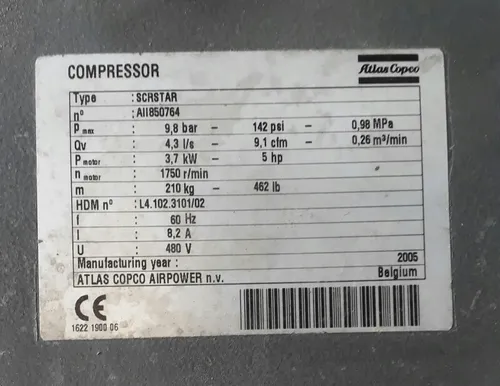 COMPRESSOR Atlas Copco
Type : SCRSTAR
nº : AII850764
P max : 9,8 bar – 142 psi – 0,98 MPa
Qv : 4,3 l/s – 9,1 cfm – 0,26 m³/min
P motor : 3,7 kW – 5 hp
n motor : 1750 r/min
m : 210 kg – 462 lb
HDM nº : L4.102.3101/02
f : 60 Hz
I : 8,2 A
U : 480 V
Manufacturing year : 2005
ATLAS COPCO AIRPOWER n.v. Belgium
CE
1622 1900 06